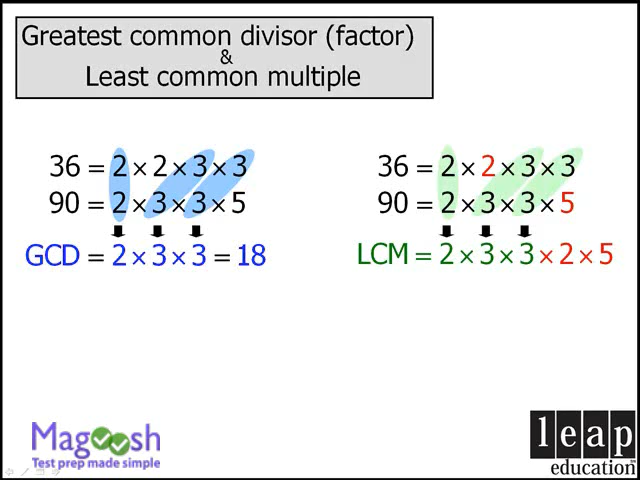 Greatest common divisor (factor)
&
Least common multiple
36 = 2 × 2 × 3 × 3
90 = 2 × 3 × 3 × 5
GCD = 2 × 3 × 3 = 18
36 = 2 × 2 × 3 × 3
90 = 2 × 3 × 3 × 5
LCM = 2 × 3 × 3 × 2 × 5
Magoosh
Test prep made simple
leap
education